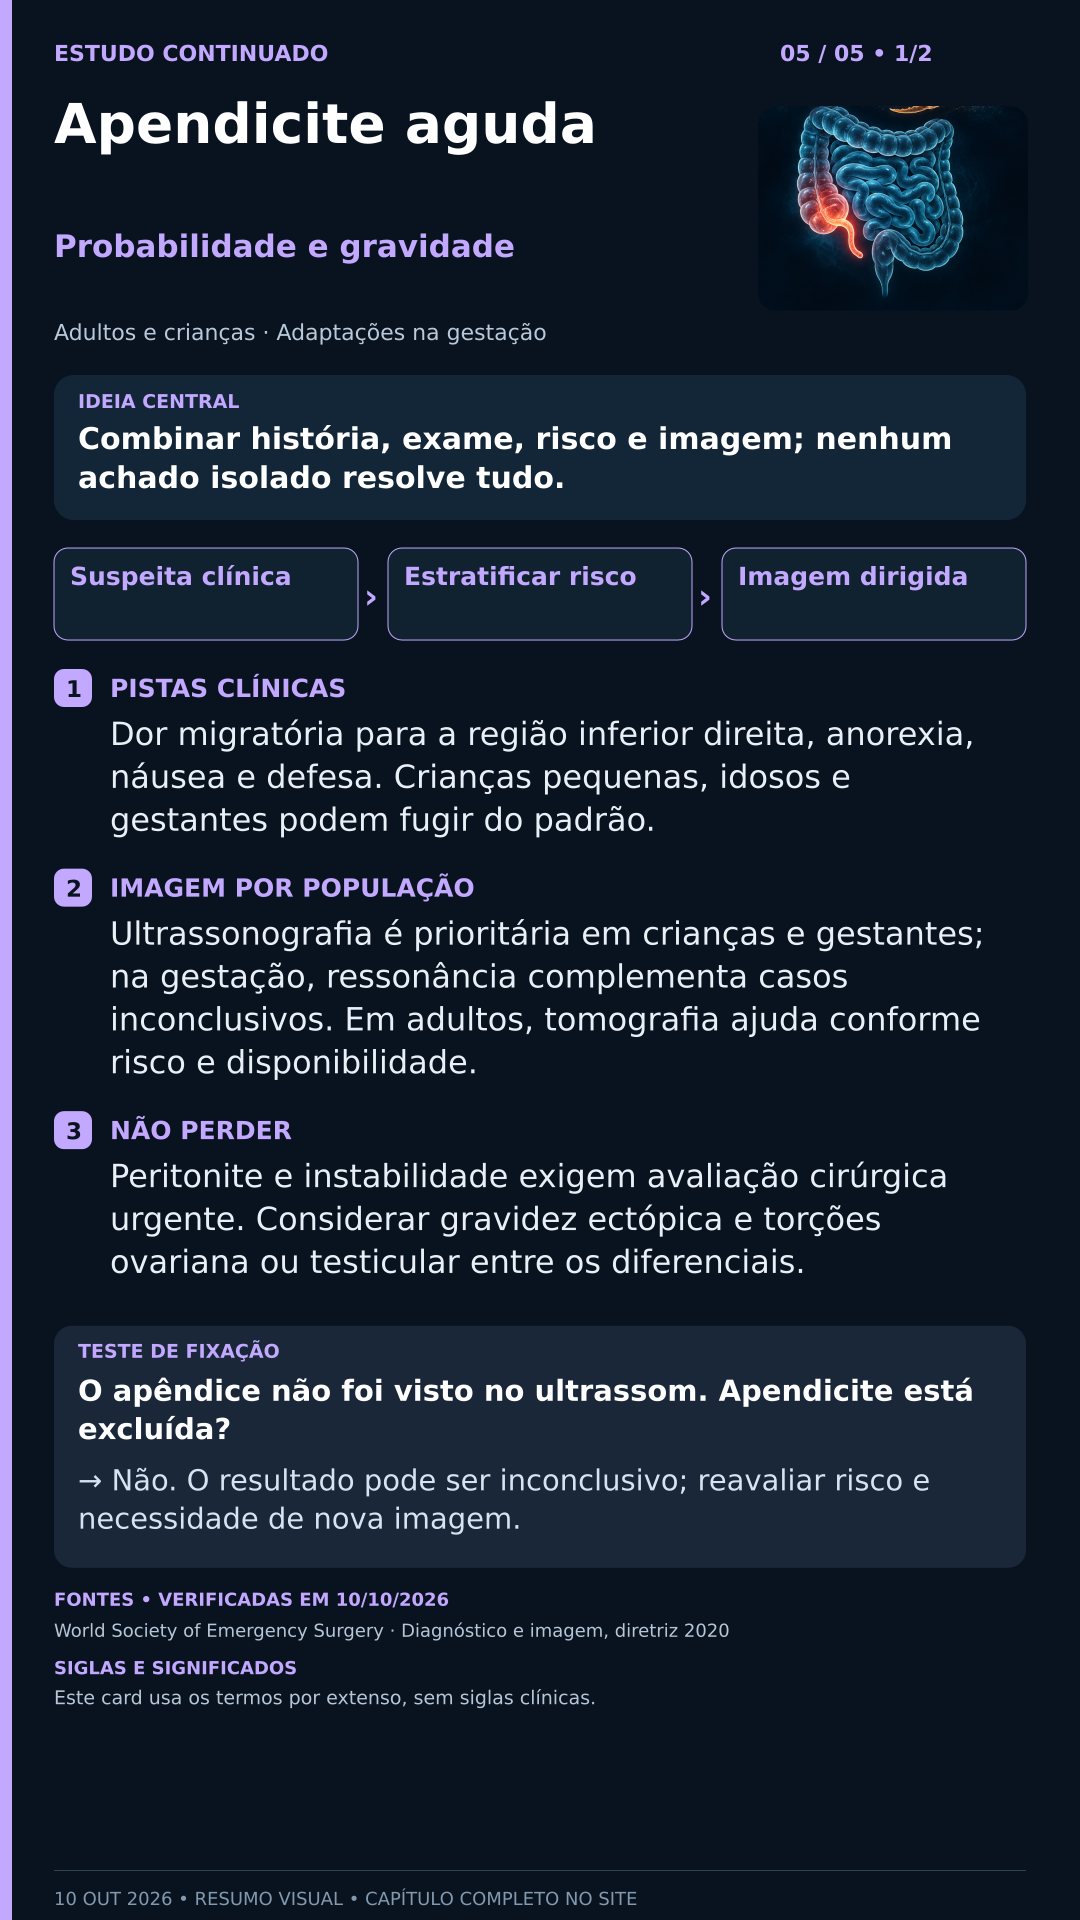 ESTUDO CONTINUADO
05 / 05 • 1/2
Apendicite aguda
Probabilidade e gravidade
Adultos e crianças · Adaptações na gestação
IDEIA CENTRAL
Combinar história, exame, risco e imagem; nenhum
achado isolado resolve tudo.
Suspeita clínica › Estratificar risco › Imagem dirigida
1 PISTAS CLÍNICAS
Dor migratória para a região inferior direita, anorexia,
náusea e defesa. Crianças pequenas, idosos e
gestantes podem fugir do padrão.
2 IMAGEM POR POPULAÇÃO
Ultrassonografia é prioritária em crianças e gestantes;
na gestação, ressonância complementa casos
inconclusivos. Em adultos, tomografia ajuda conforme
risco e disponibilidade.
3 NÃO PERDER
Peritonite e instabilidade exigem avaliação cirúrgica
urgente. Considerar gravidez ectópica e torções
ovariana ou testicular entre os diferenciais.
TESTE DE FIXAÇÃO
O apêndice não foi visto no ultrassom. Apendicite está
excluída?
→ Não. O resultado pode ser inconclusivo; reavaliar risco e
necessidade de nova imagem.
FONTES • VERIFICADAS EM 10/10/2026
World Society of Emergency Surgery · Diagnóstico e imagem, diretriz 2020
SIGLAS E SIGNIFICADOS
Este card usa os termos por extenso, sem siglas clínicas.
10 OUT 2026 • RESUMO VISUAL • CAPÍTULO COMPLETO NO SITE